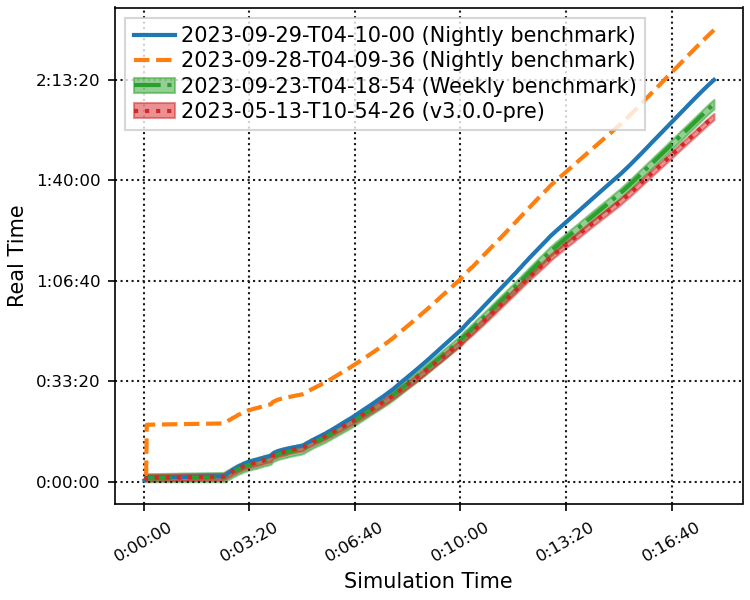 2023-09-29-T04-10-00 (Nightly benchmark)
2023-09-28-T04-09-36 (Nightly benchmark)
2023-09-23-T04-18-54 (Weekly benchmark)
2023-05-13-T10-54-26 (v3.0.0-pre)
2:13:20
1:40:00
1:06:40
0:33:20
0:00:00
Real Time
0:00:00
0:03:20
0:06:40
0:10:00
0:13:20
0:16:40
Simulation Time